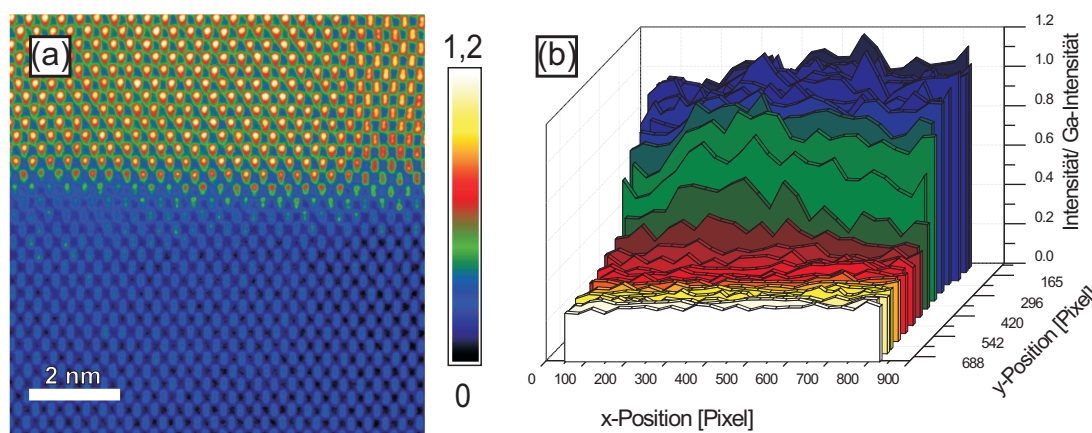 (a)
2 nm
1,2
0
(b)
1.2
1.0
0.8
0.6
0.4
0.2
0.0
Intensität/ Ga-Intensität
165
296
420
542
688
y-Position [Pixel]
0 100 200 300 400 500 600 700 800 900
x-Position [Pixel]